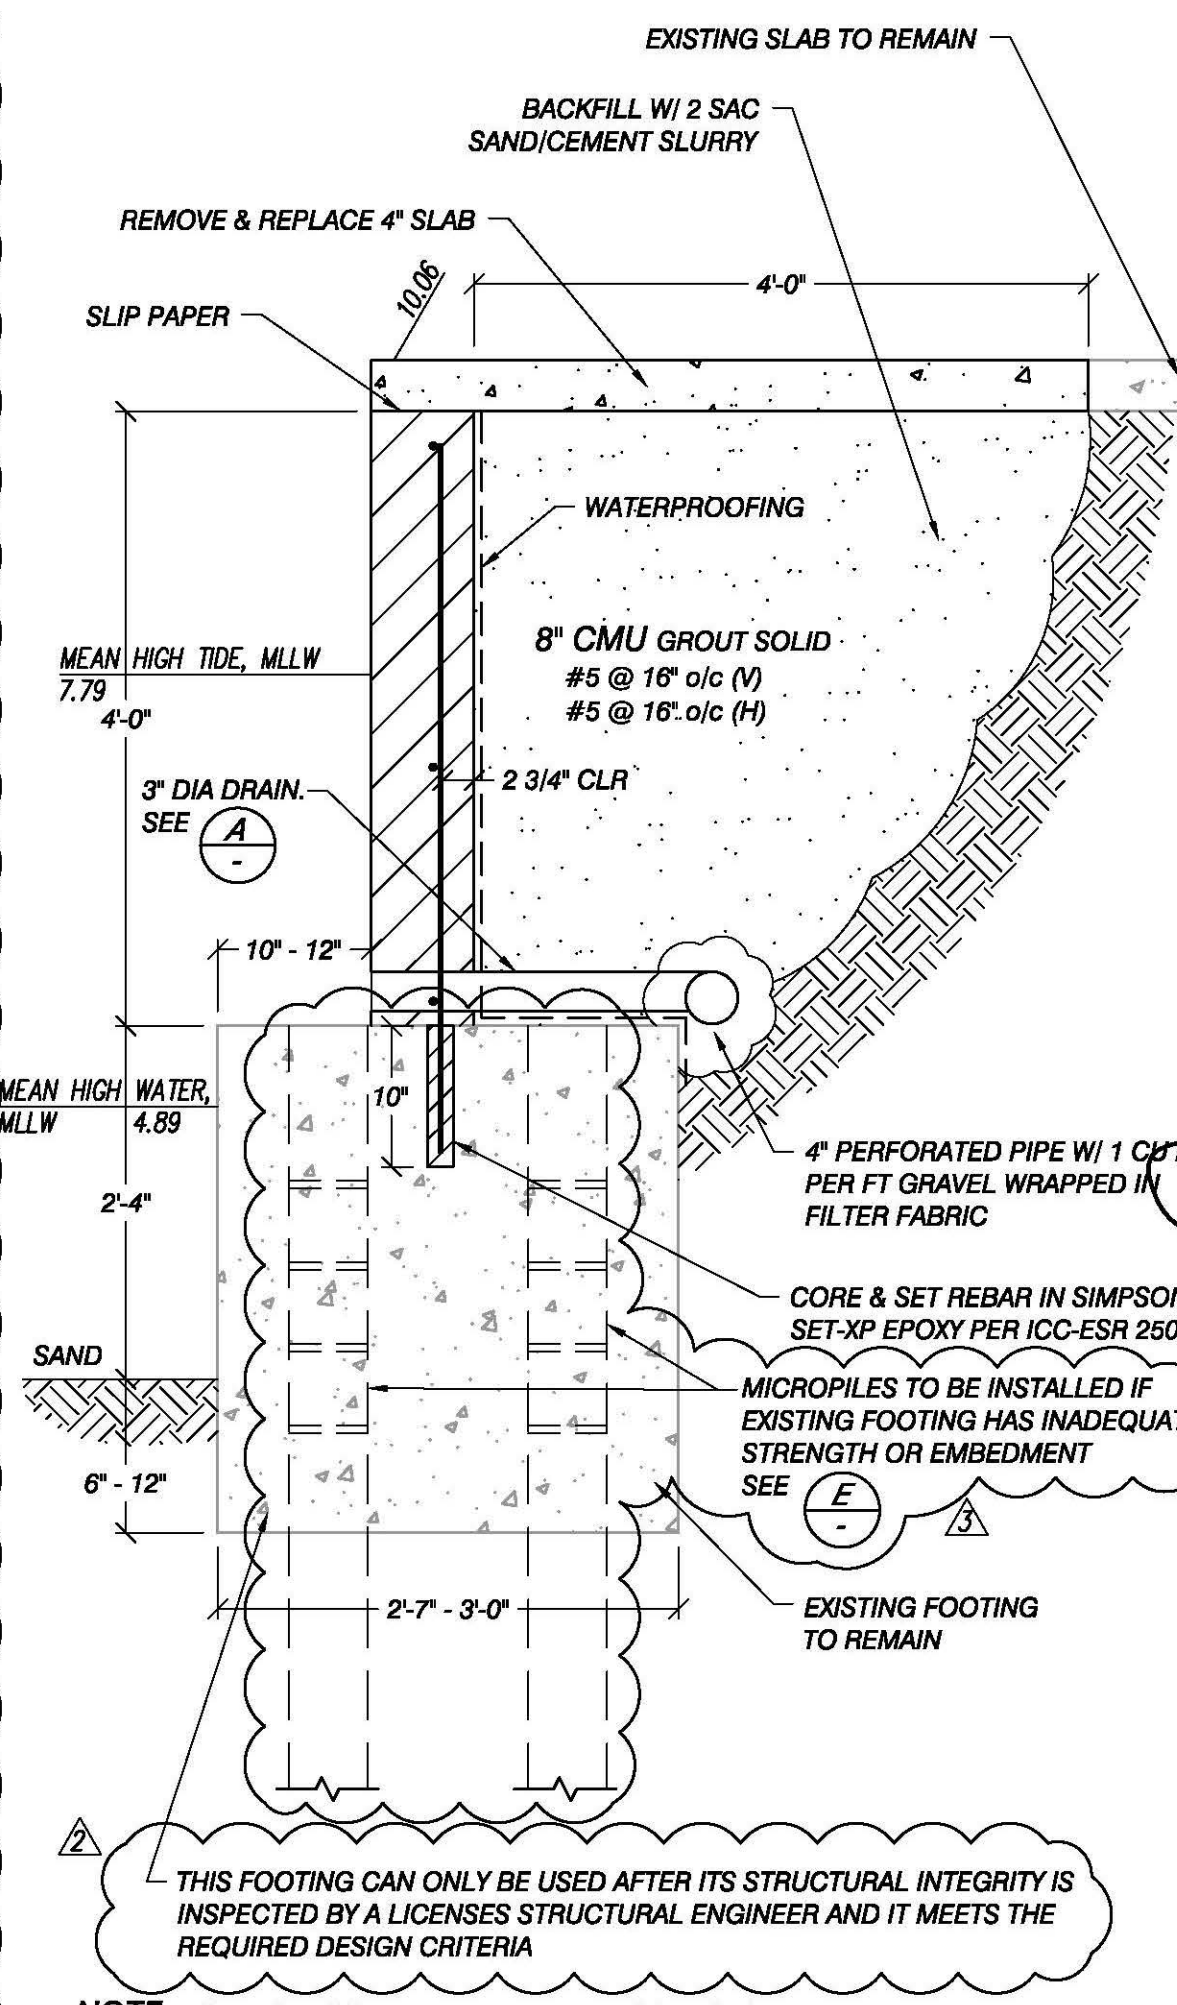 EXISTING SLAB TO REMAIN
BACKFILL W/ 2 SAC
SAND/CEMENT SLURRY
REMOVE & REPLACE 4" SLAB
10.06
4'-0"
SLIP PAPER
WATERPROOFING
8" CMU GROUT SOLID
#5 @ 16" o/c (V)
#5 @ 16" o/c (H)
MEAN HIGH TIDE, MLLW
7.79
4'-0"
2 3/4" CLR
3" DIA DRAIN.
SEE
A
-
10" - 12"
10"
MEAN HIGH WATER,
MLLW 4.89
4" PERFORATED PIPE W/ 1
PER FT GRAVEL WRAPPED IN
FILTER FABRIC
2'-4"
CORE & SET REBAR IN SIMPSON
SET-XP EPOXY PER ICC-ESR 250
SAND
MICROPILES TO BE INSTALLED IF
EXISTING FOOTING HAS
STRENGTH OR EMBEDMENT
SEE
E
-
3
6" - 12"
2'-7" - 3'-0"
EXISTING FOOTING
TO REMAIN
2
THIS FOOTING CAN ONLY BE USED AFTER ITS STRUCTURAL INTEGRITY IS
INSPECTED BY A LICENSES STRUCTURAL ENGINEER AND IT MEETS THE
REQUIRED DESIGN CRITERIA